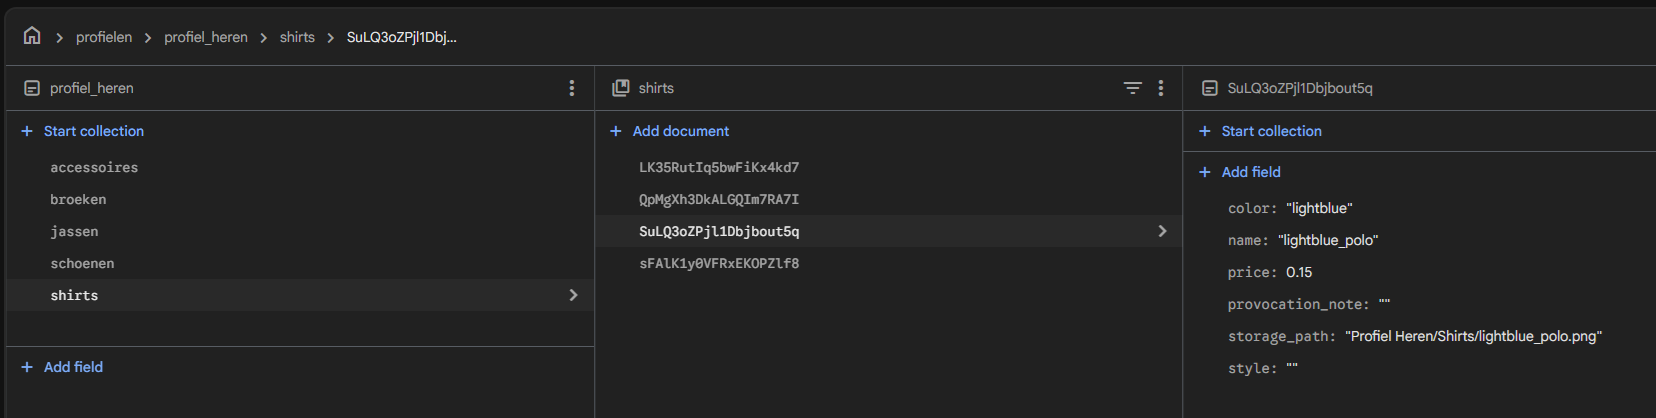 profielen > profiel_heren > shirts > SuLQ3oZPjl1Dbj...
profiel_heren
+ Start collection
accessoires
broeken
jassen
schoenen
shirts
+ Add field
shirts
+ Add document
LK35RutIq5bwFiKx4kd7
QpMgXh3DkALGQIm7RA7I
SuLQ3oZPjl1Dbjbout5q
sFAlK1y0VFRxEKOPZlf8
SuLQ3oZPjl1Dbjbout5q
+ Start collection
+ Add field
color: "lightblue"
name: "lightblue_polo"
price: 0.15
provocation_note: ""
storage_path: "Profiel Heren/Shirts/lightblue_polo.png"
style: ""